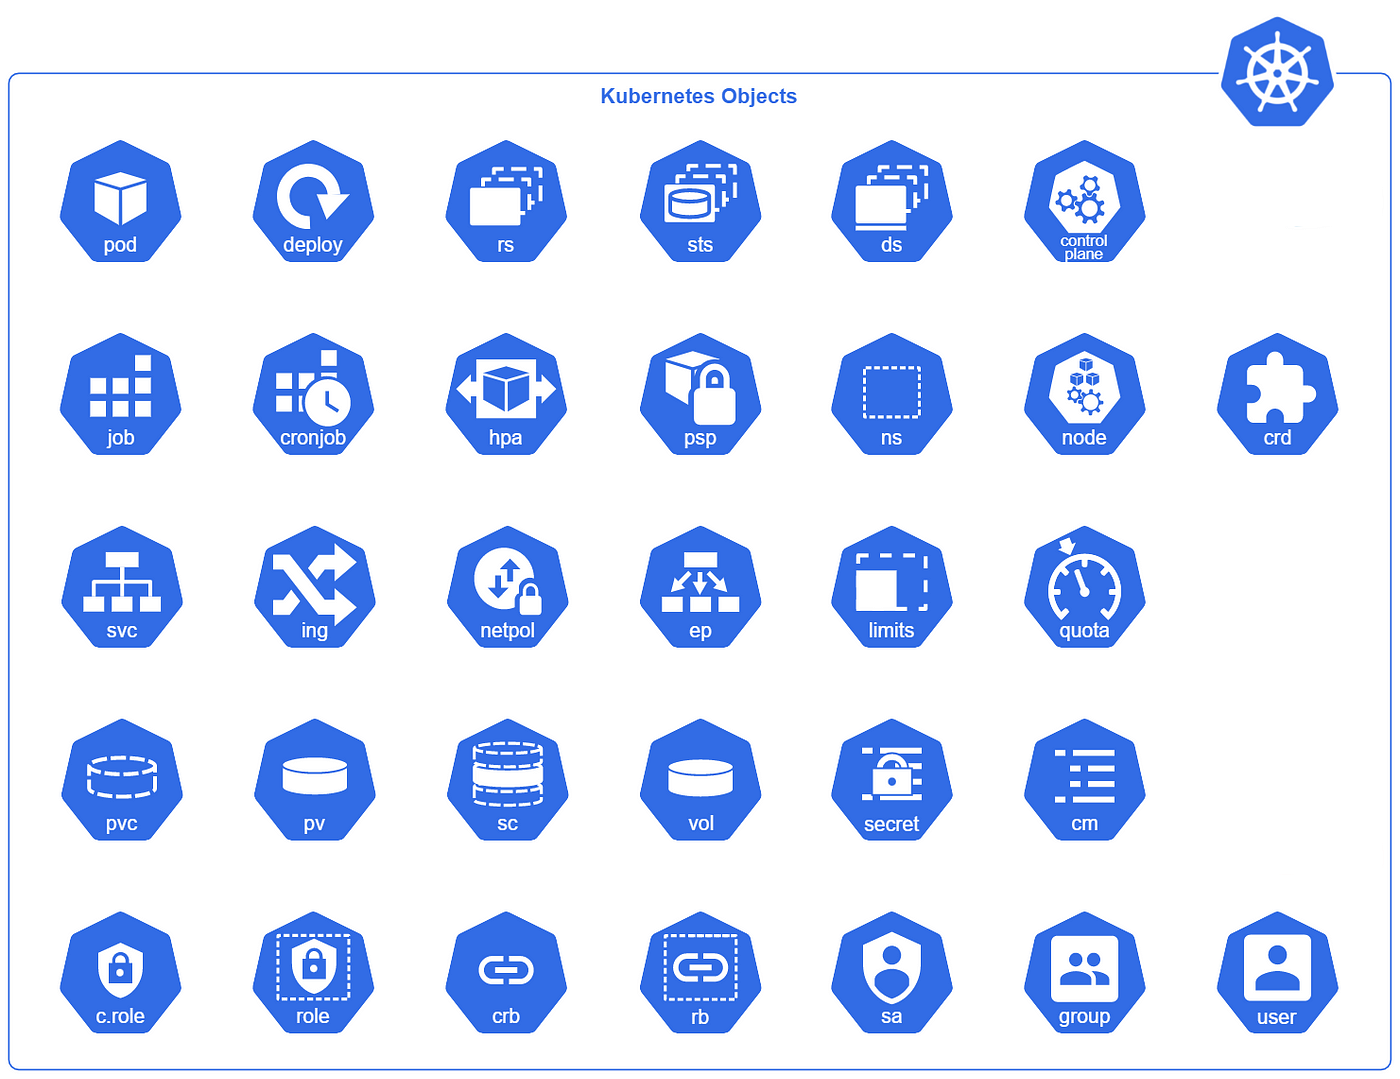 Kubernetes Objects
pod
deploy
rs
sts
ds
control
plane
job
cronjob
hpa
psp
ns
node
crd
svc
ing
netpol
ep
limits
quota
pvc
pv
sc
vol
secret
cm
c.role
role
crb
rb
sa
group
user